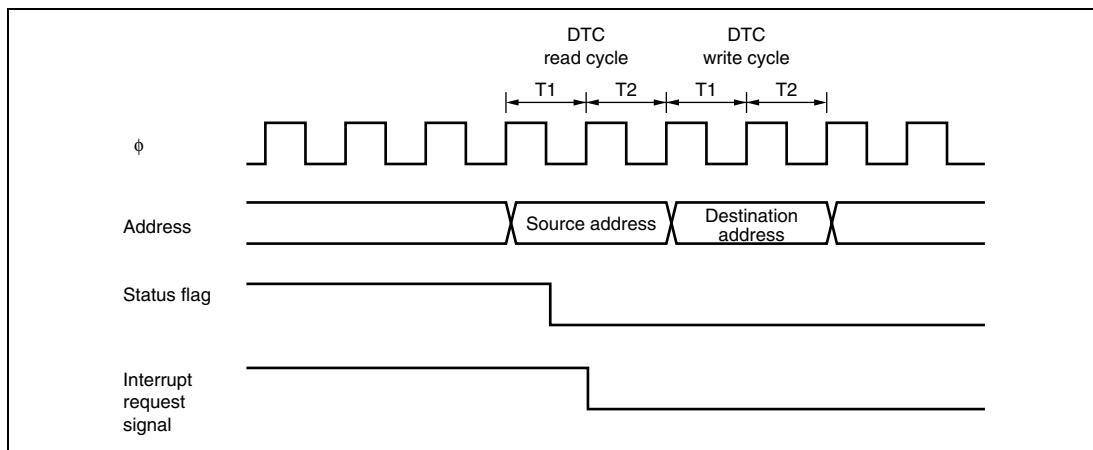 DTC DTC
read cycle write cycle
T1 T2 T1 T2
ϕ
Address Source address Destination address
Status flag
Interrupt
request
signal